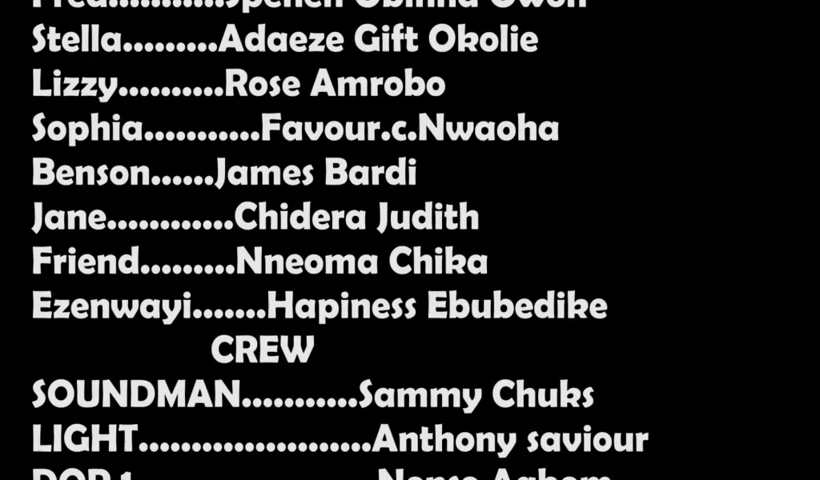 Stella.........Adaeze Gift Okolie
Lizzy..........Rose Amrobo
Sophia...........Favour.c.Nwaoha
Benson......James Bardi
Jane............Chidera Judith
Friend.........Nneoma Chika
Ezenwayi.......Hapiness Ebubedike
CREW
SOUNDMAN...........Sammy Chuks
LIGHT......................Anthony saviour